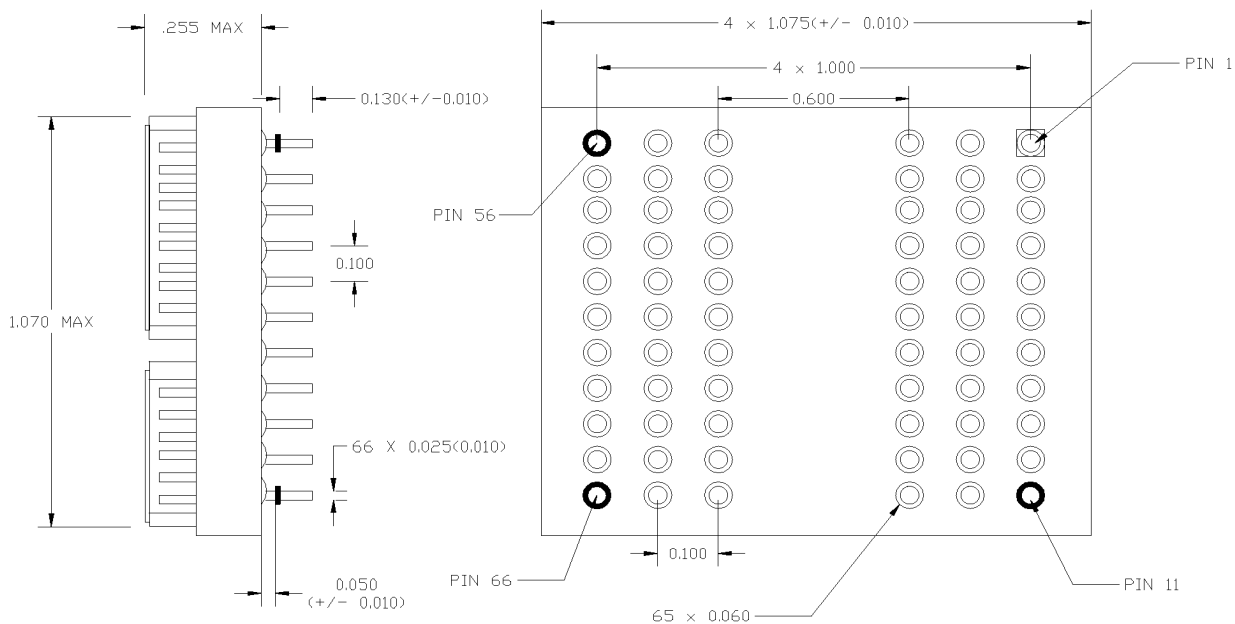 .255 MAX
4 × 1.075(+/- 0.010)
PIN 1
4 × 1.000
0.130(+/-0.010)
0.600
PIN 56
0.100
1.070 MAX
66 X 0.025(0.010)
0.100
PIN 66
0.050
(+/- 0.010)
PIN 11
65 × 0.060